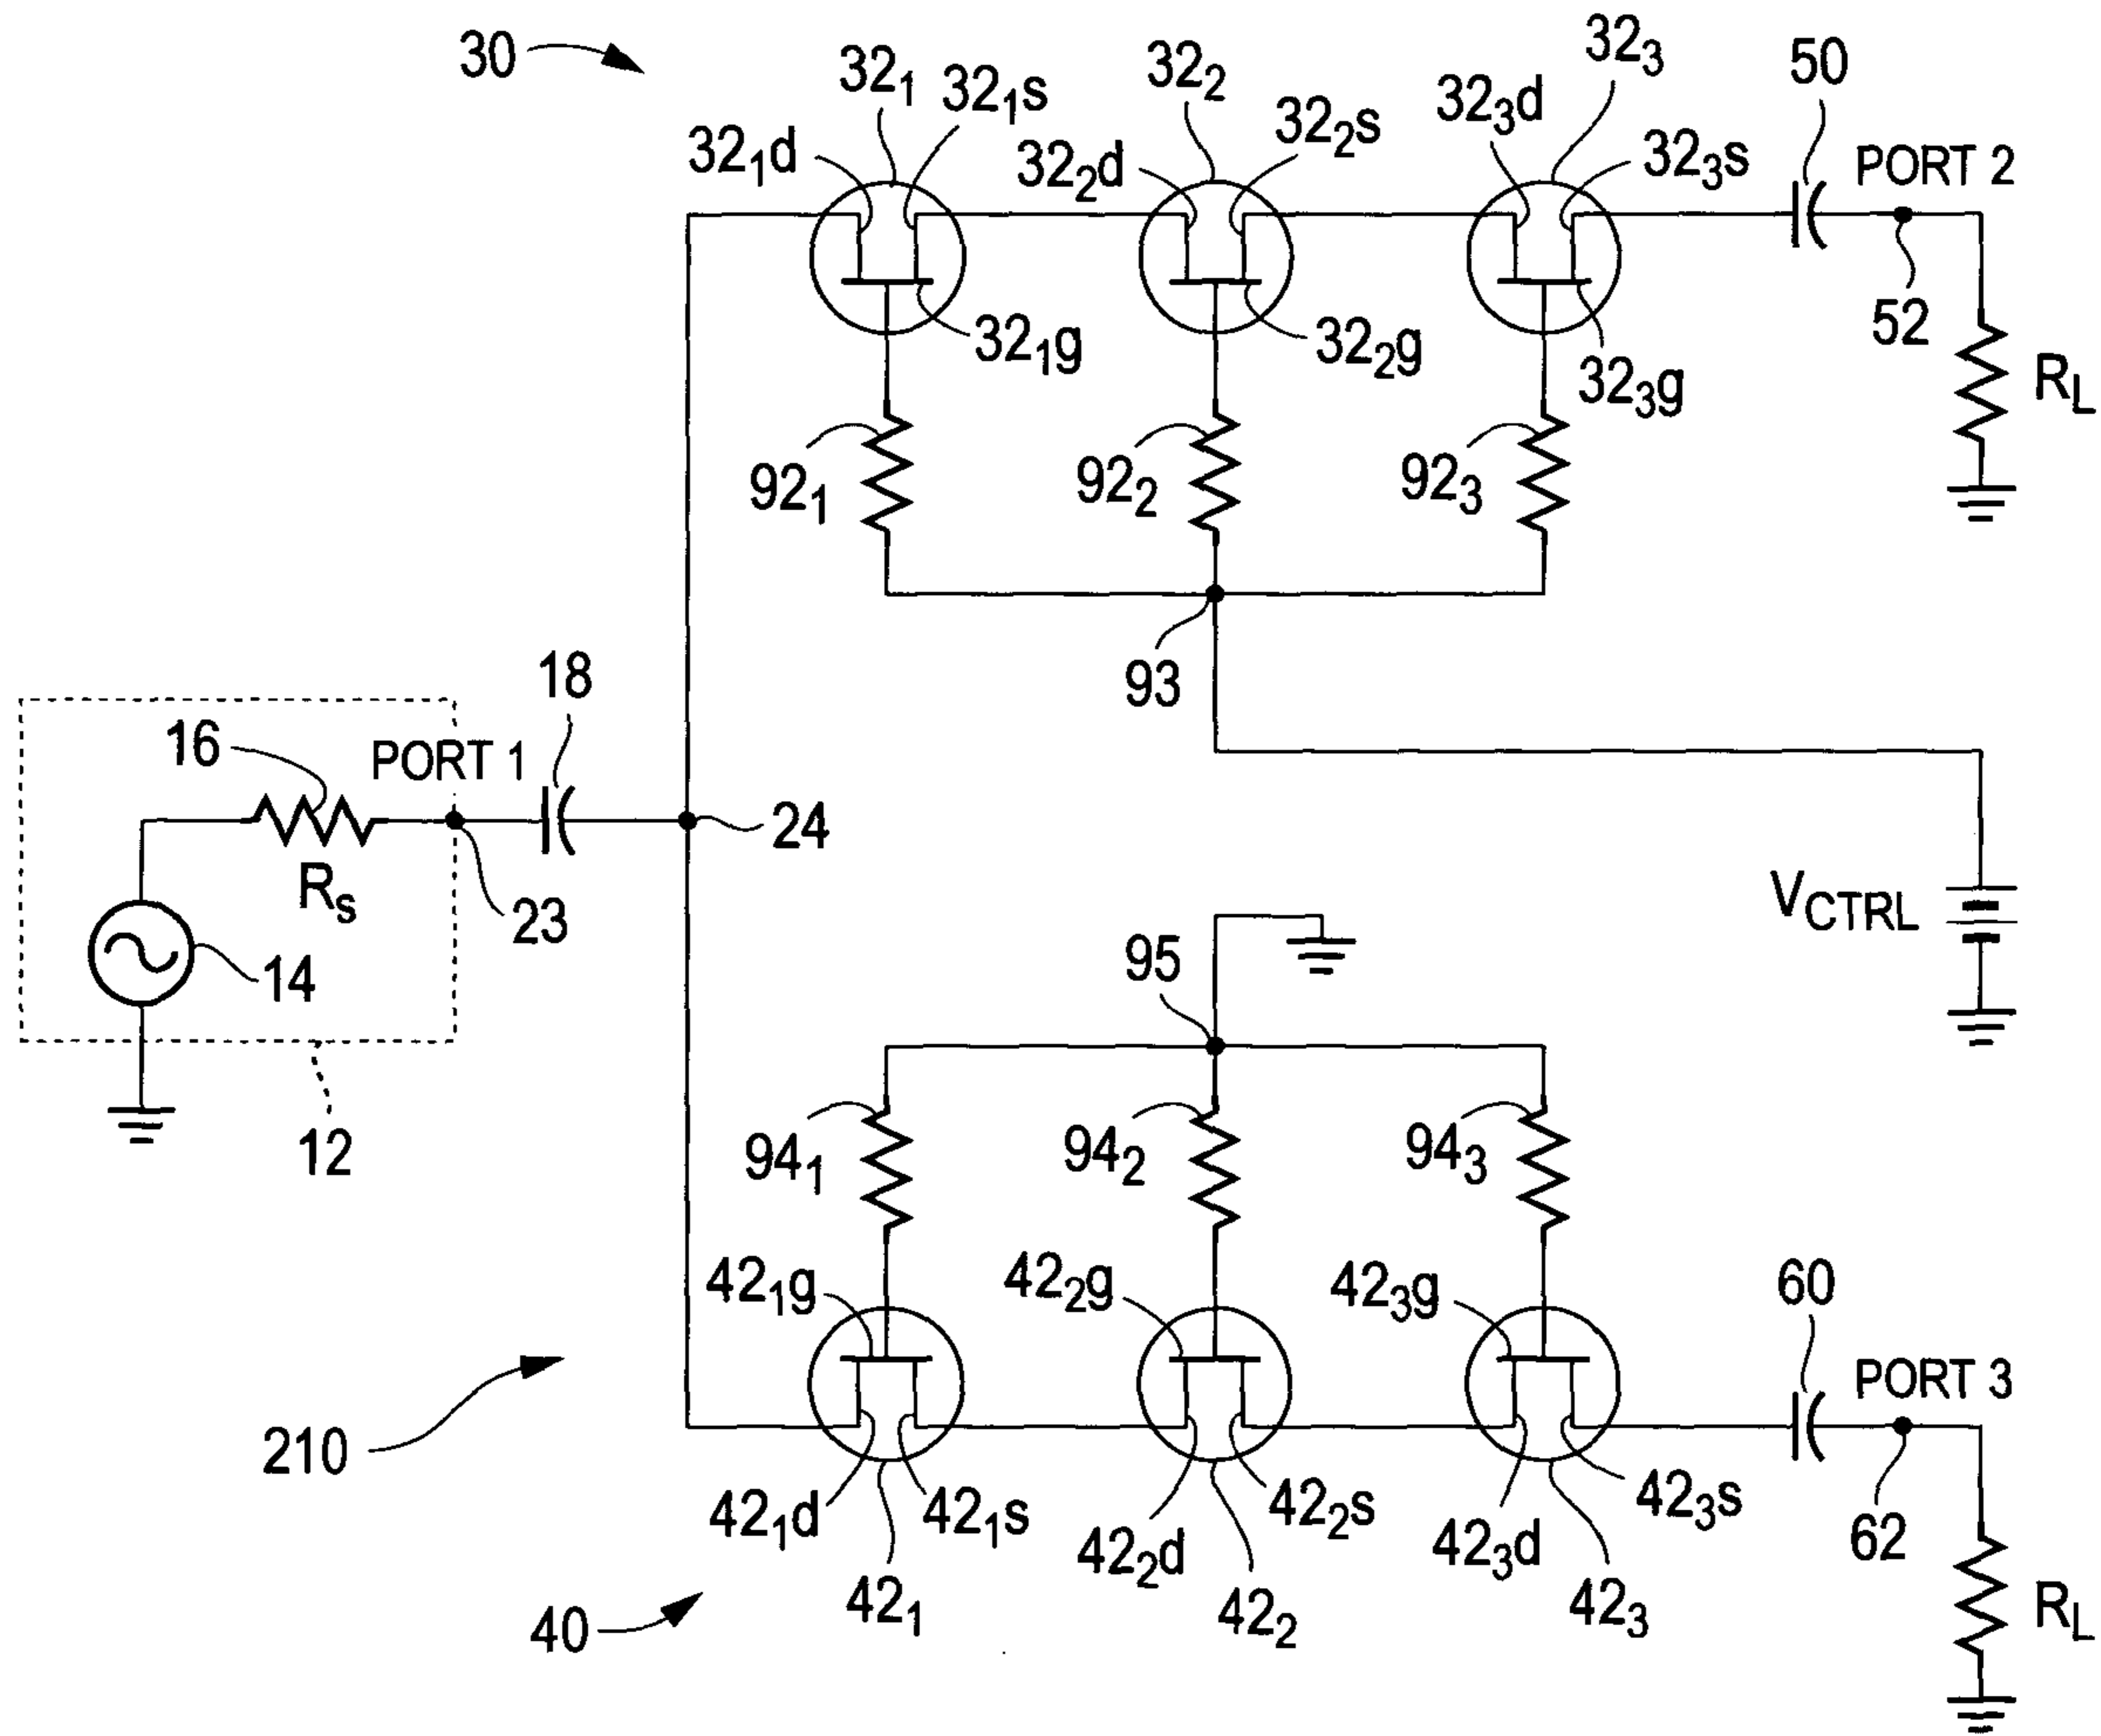 30
32₁
32₁s
32₂
32₂s
32₃
32₃d
50
32₁d
32₂d
32₃s
PORT 2
52
32₁g
32₂g
32₃g
R_L
92₁
92₂
92₃
93
18
16
PORT 1
24
R_S
23
14
12
V_CTRL
95
94₁
94₂
94₃
42₁g
42₂g
42₃g
60
PORT 3
210
42₁d
42₁s
42₂d
42₂s
42₃d
42₃s
62
42₁
42₂
42₃
40
R_L